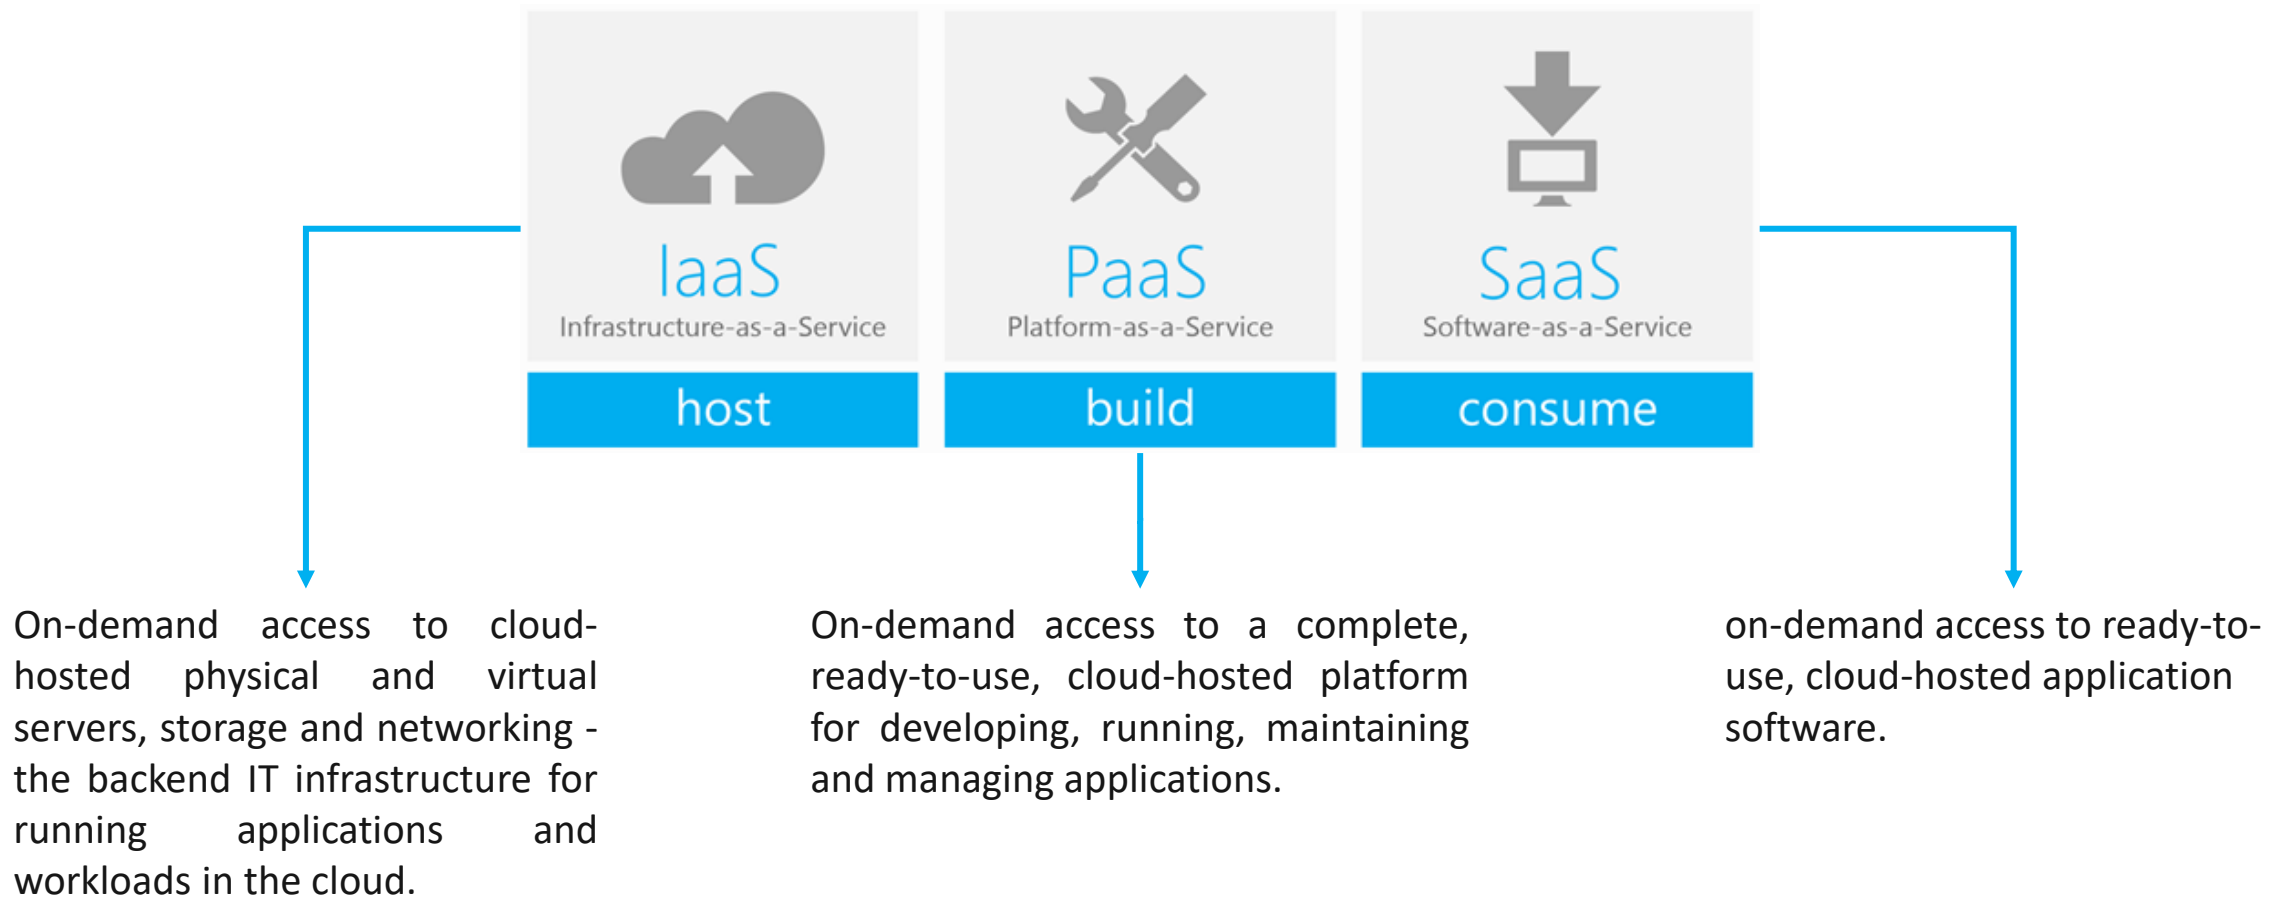 IaaS
Infrastructure-as-a-Service
host
PaaS
Platform-as-a-Service
build
SaaS
Software-as-a-Service
consume
On-demand access to cloud-
hosted physical and virtual
servers, storage and networking -
the backend IT infrastructure for
running applications and
workloads in the cloud.
On-demand access to a complete,
ready-to-use, cloud-hosted platform
for developing, running, maintaining
and managing applications.
on-demand access to ready-to-
use, cloud-hosted application
software.